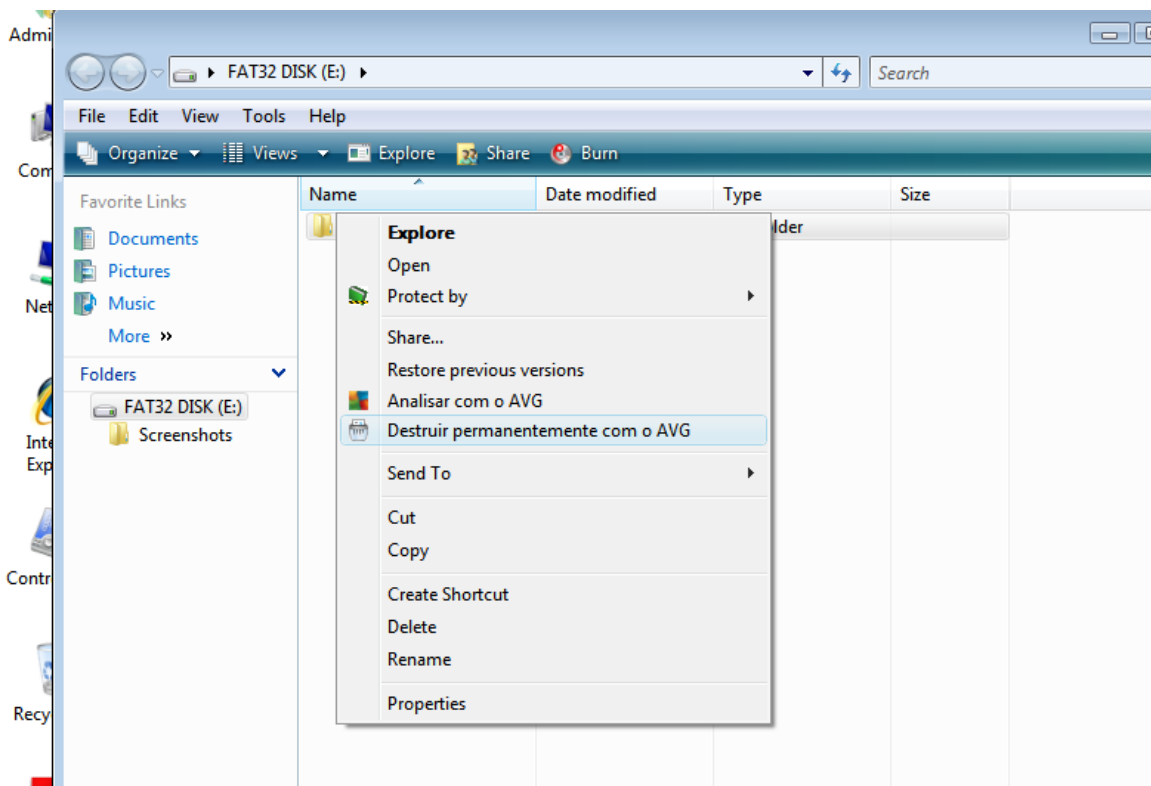 Admi
FAT32 DISK (E:)
Search
File Edit View Tools Help
Organize Views Explore Share Burn
Com
Favorite Links
Name Date modified Type Size
Documents
lder
Pictures
Music
Net
More
Folders
FAT32 DISK (E:)
Screenshots
Inte
Exp
Contr
Recy
Explore
Open
Protect by
Share...
Restore previous versions
Analisar com o AVG
Destruir permanentemente com o AVG
Send To
Cut
Copy
Create Shortcut
Delete
Rename
Properties